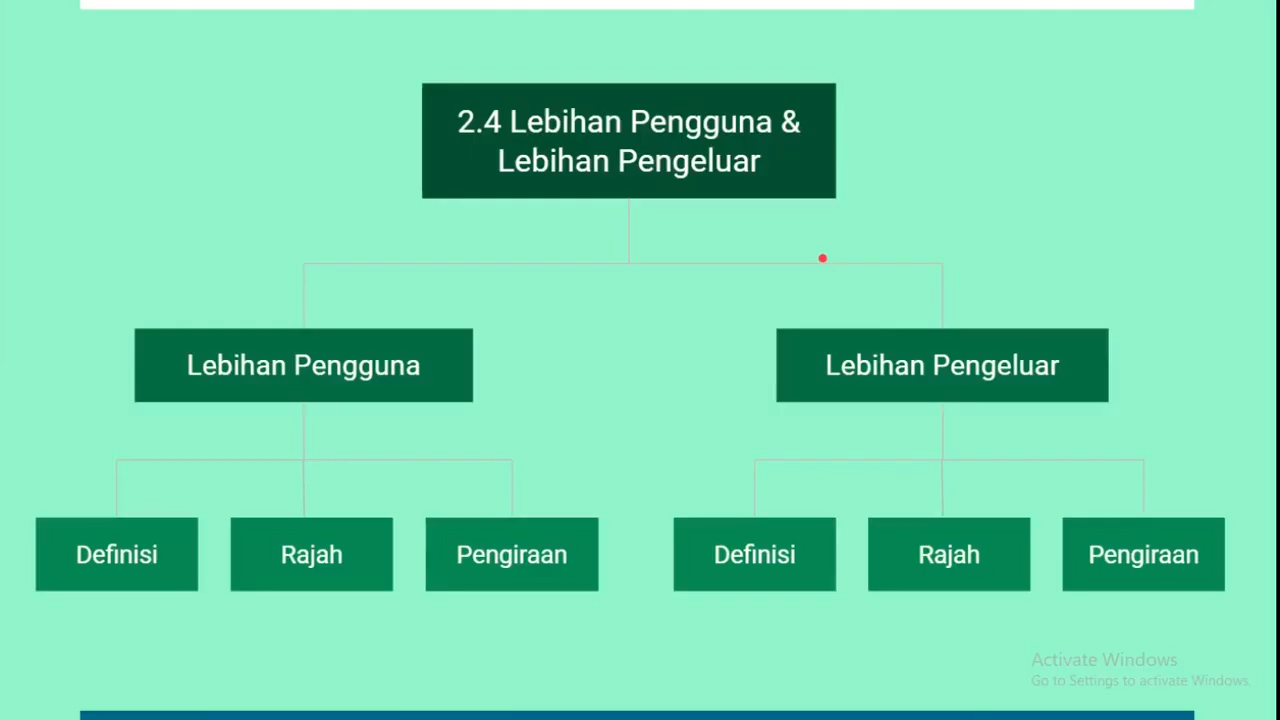 2.4 Lebihan Pengguna &
Lebihan Pengeluar
Lebihan Pengguna
Lebihan Pengeluar
Definisi
Rajah
Pengiraan
Definisi
Rajah
Pengiraan
Activate Windows
Go to Settings to activate Windows.